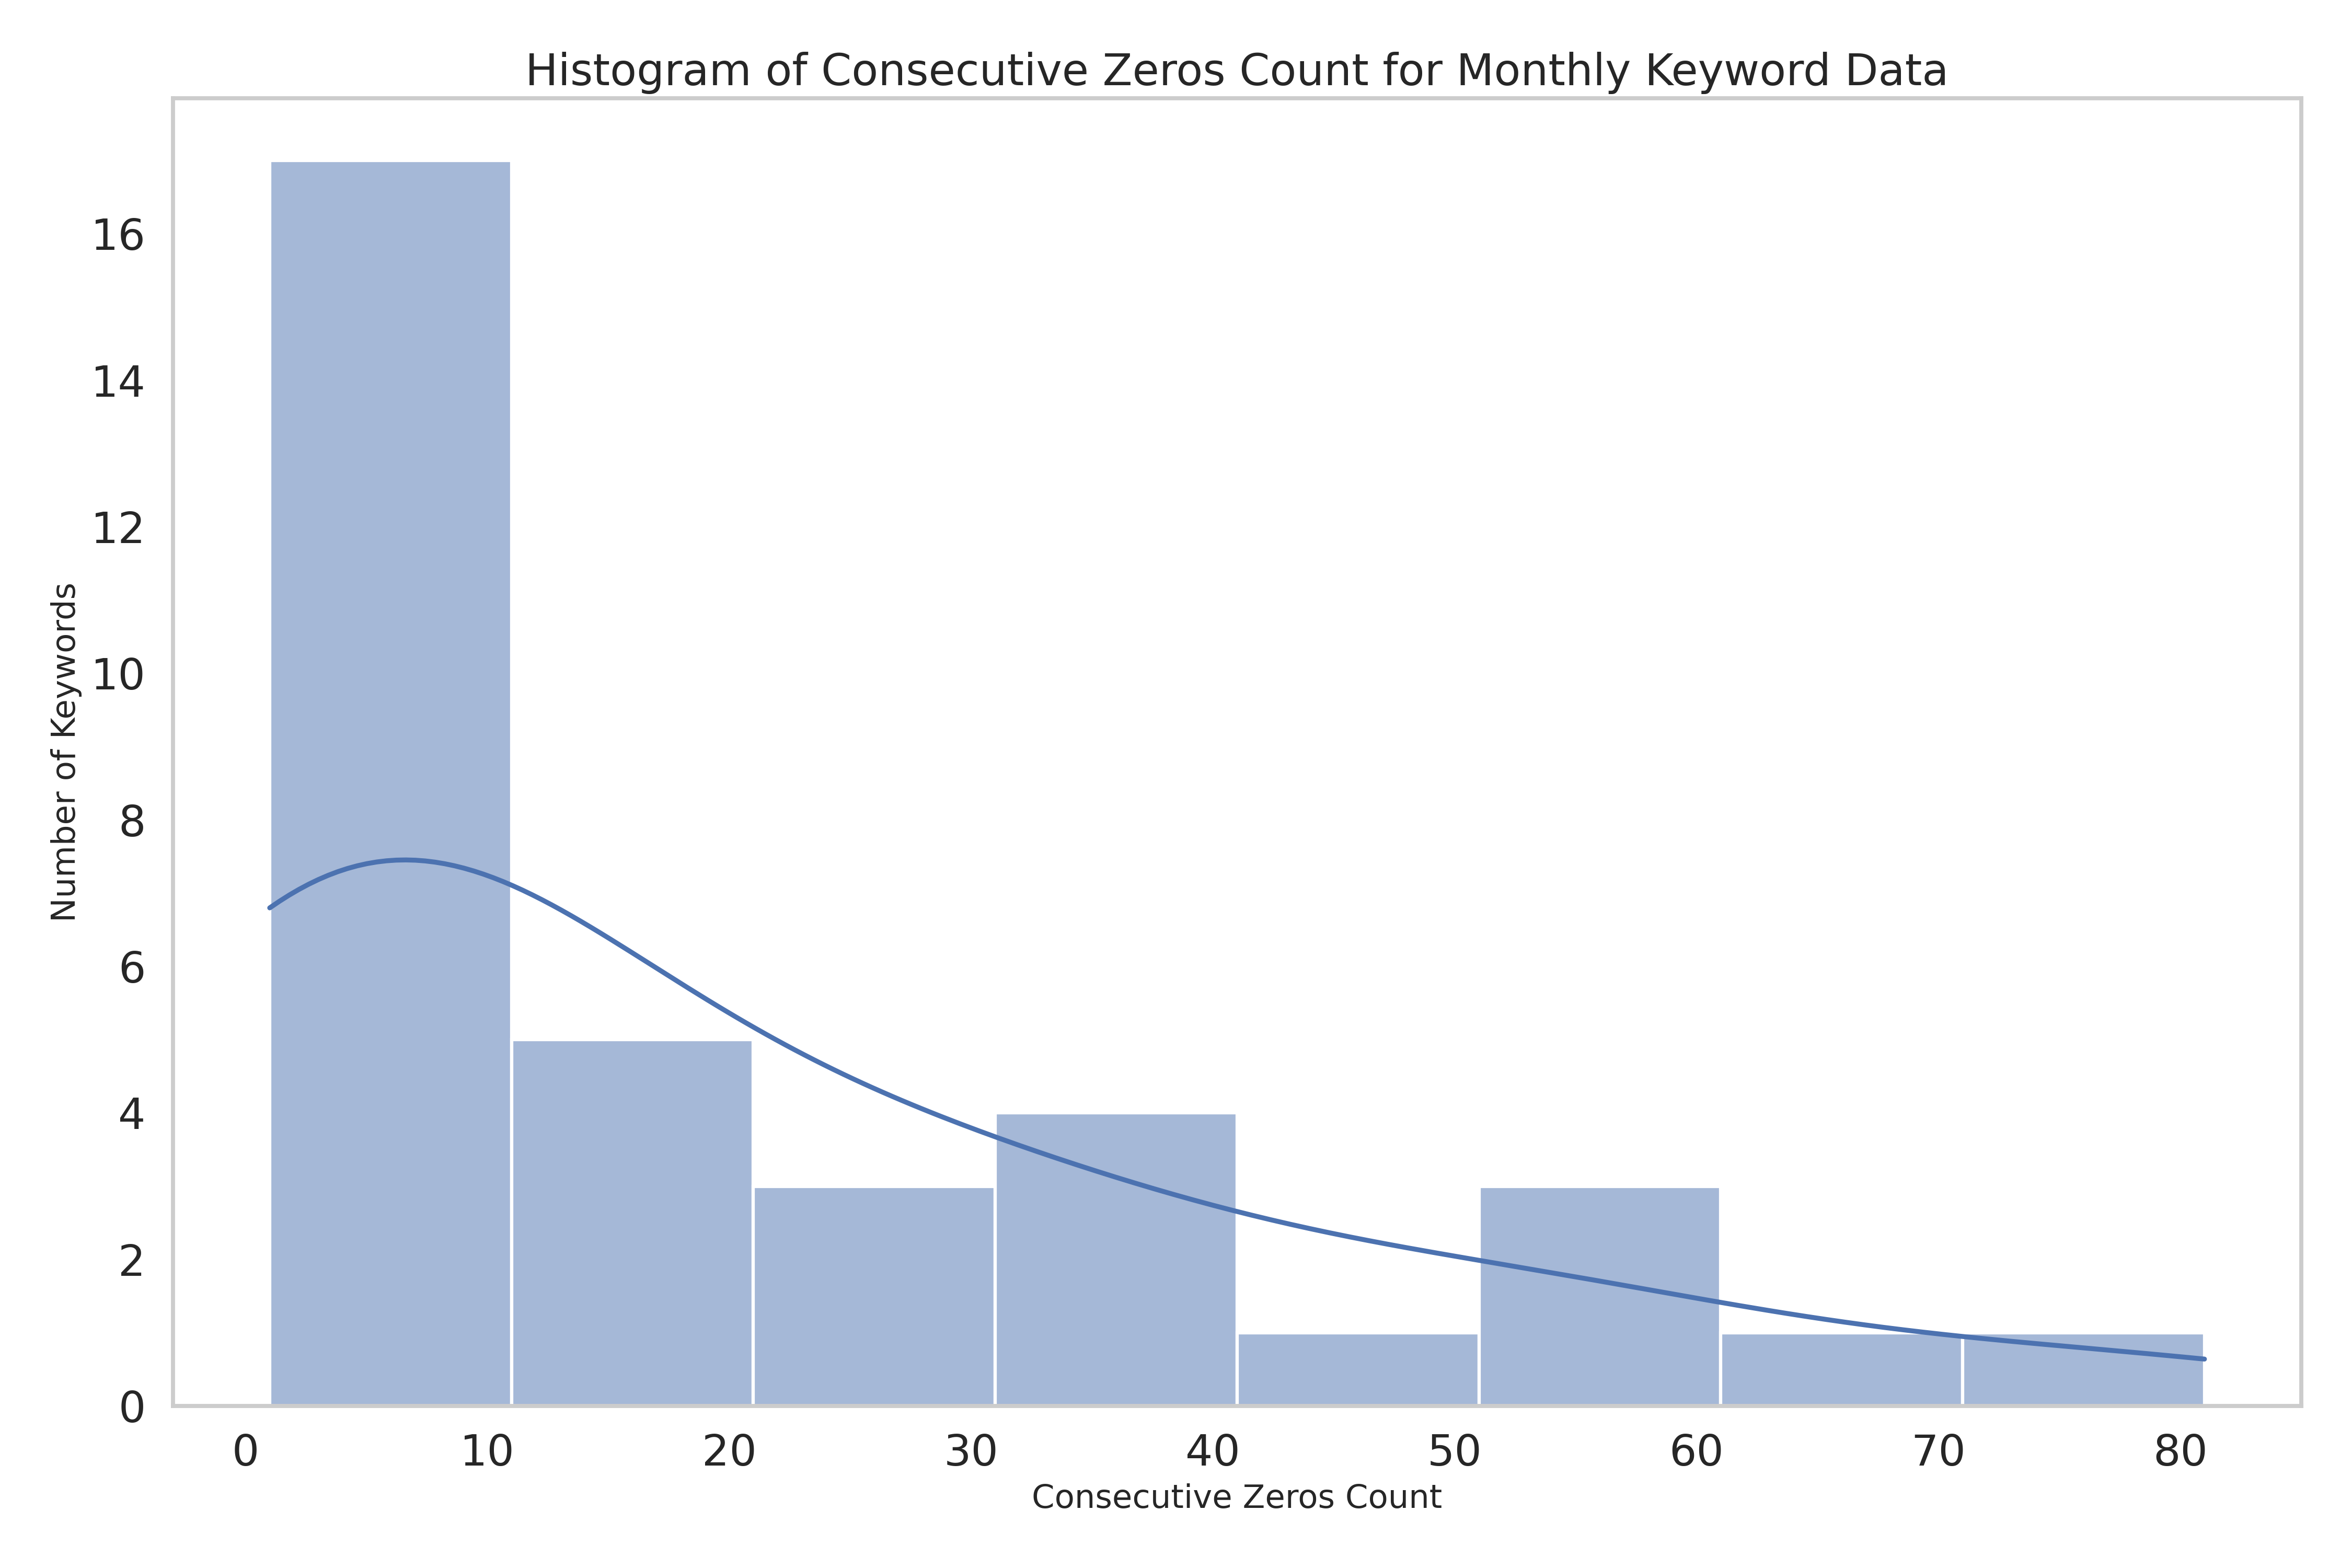 Histogram of Consecutive Zeros Count for Monthly Keyword Data
Number of Keywords
16
14
12
10
8
6
4
2
0
0 10 20 30 40 50 60 70 80
Consecutive Zeros Count